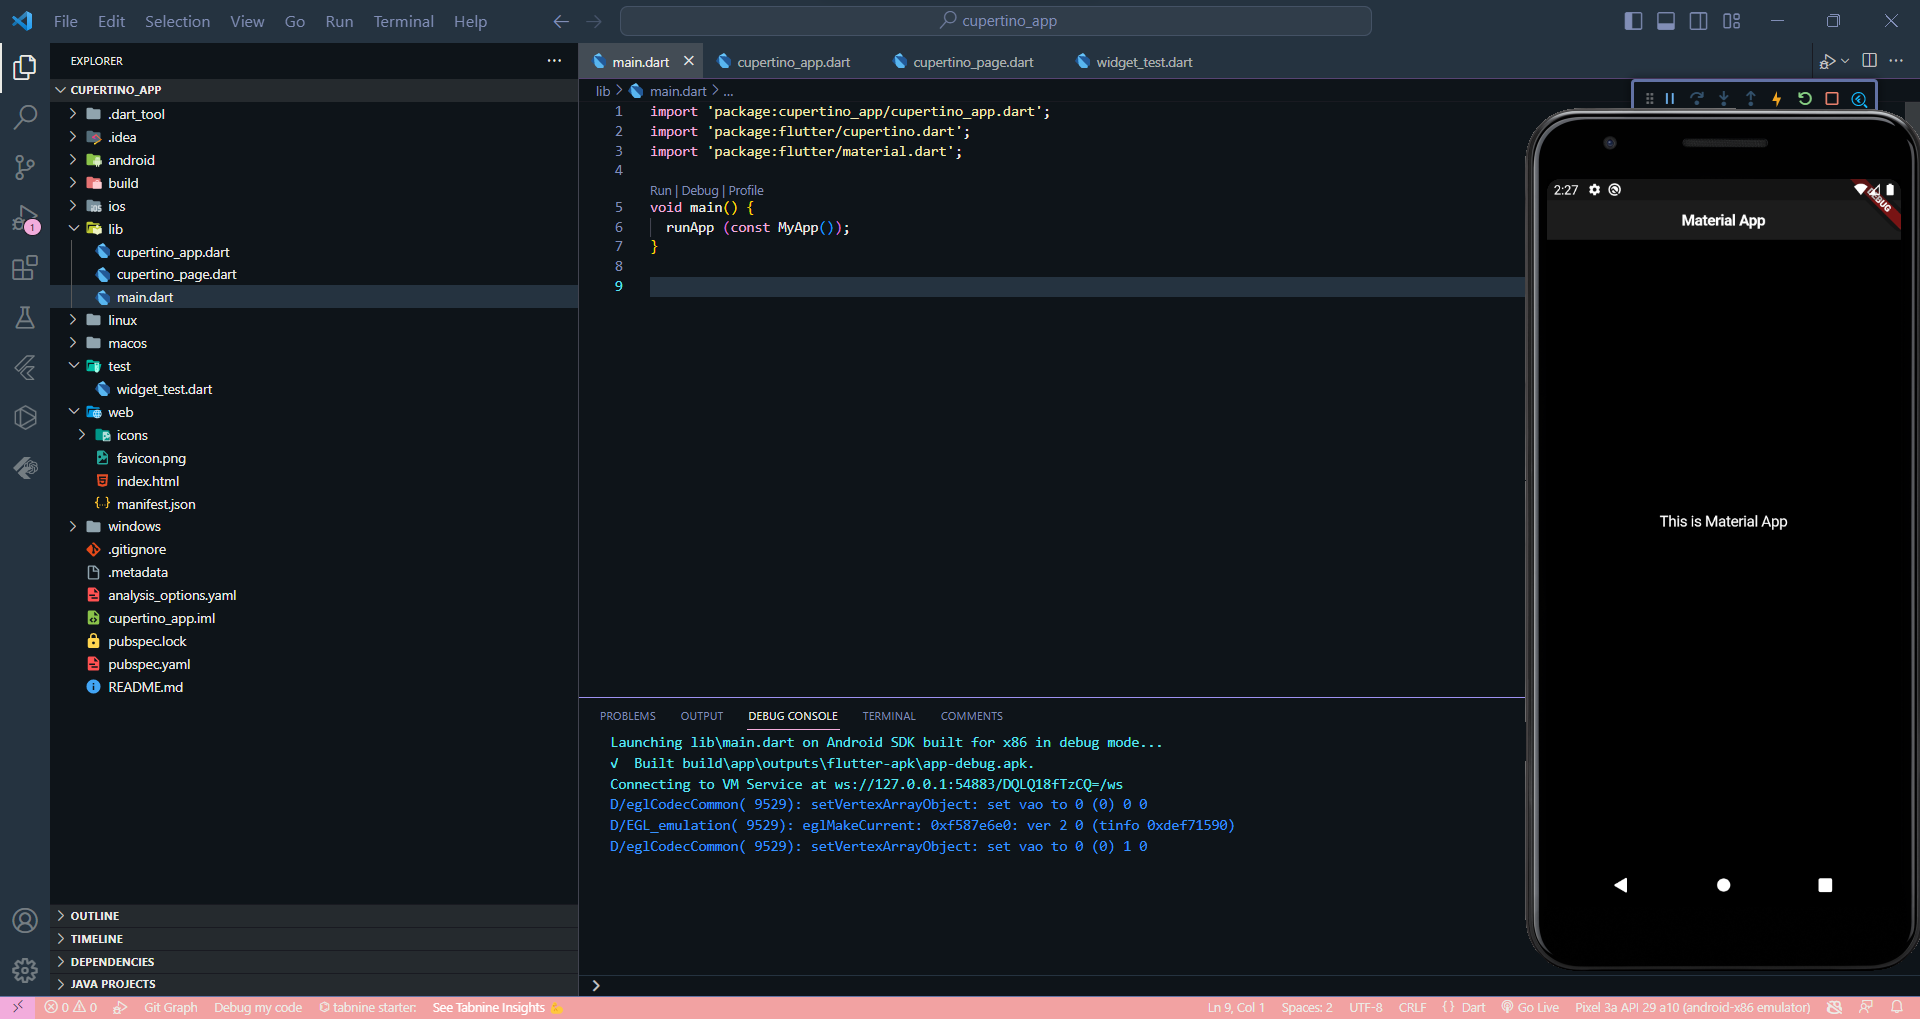 File Edit Selection View Go Run Terminal Help
cupertino_app
EXPLORER
CUPERTINO_APP
.dart_tool
.idea
android
build
ios
lib
cupertino_app.dart
cupertino_page.dart
main.dart
linux
macos
test
widget_test.dart
web
icons
favicon.png
index.html
manifest.json
windows
.gitignore
.metadata
analysis_options.yaml
cupertino_app.iml
pubspec.lock
pubspec.yaml
README.md
OUTLINE
TIMELINE
DEPENDENCIES
JAVA PROJECTS
1
main.dart cupertino_app.dart cupertino_page.dart widget_test.dart
lib > main.dart > ...
1 import 'package:cupertino_app/cupertino_app.dart';
2 import 'package:flutter/cupertino.dart';
3 import 'package:flutter/material.dart';
4
Run | Debug | Profile
5 void main() {
6 runApp (const MyApp());
7 }
8
9
PROBLEMS OUTPUT DEBUG CONSOLE TERMINAL COMMENTS
Launching lib\main.dart on Android SDK built for x86 in debug mode...
√ Built build\app\outputs\flutter-apk\app-debug.apk.
Connecting to VM Service at ws://127.0.0.1:54883/DQLQ18fTzCQ=/ws
D/eglCodecCommon( 9529): setVertexArrayObject: set vao to 0 (0) 0 0
D/EGL_emulation( 9529): eglMakeCurrent: 0xf587e6e0: ver 2 0 (tinfo 0xdef71590)
D/eglCodecCommon( 9529): setVertexArrayObject: set vao to 0 (0) 1 0
2:27
DEBUG
Material App
This is Material App
0 0 Git Graph Debug my code tabnine starter: See Tabnine Insights Ln 9, Col 1 Spaces: 2 UTF-8 CRLF {} Dart Go Live Pixel 3a API 29 a10 (android-x86 emulator)